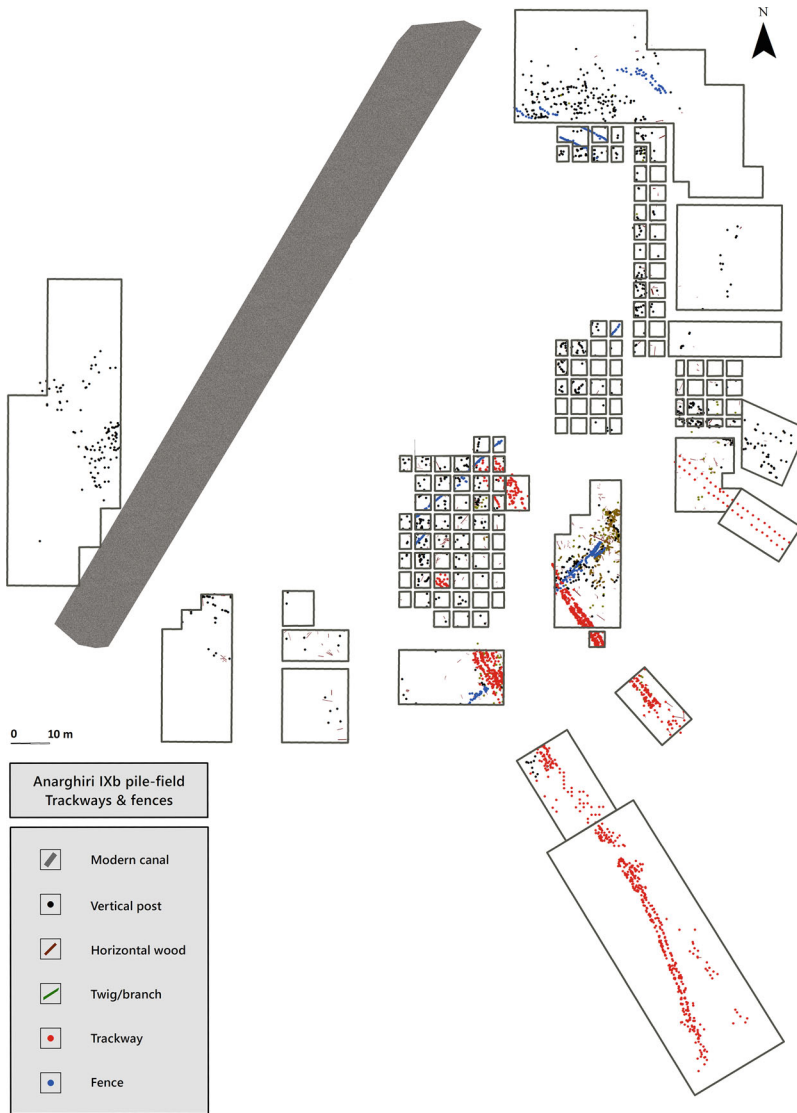 N
0 10 m
Anarghiri IXb pile-field
Trackways & fences
Modern canal
Vertical post
Horizontal wood
Twig/branch
Trackway
Fence